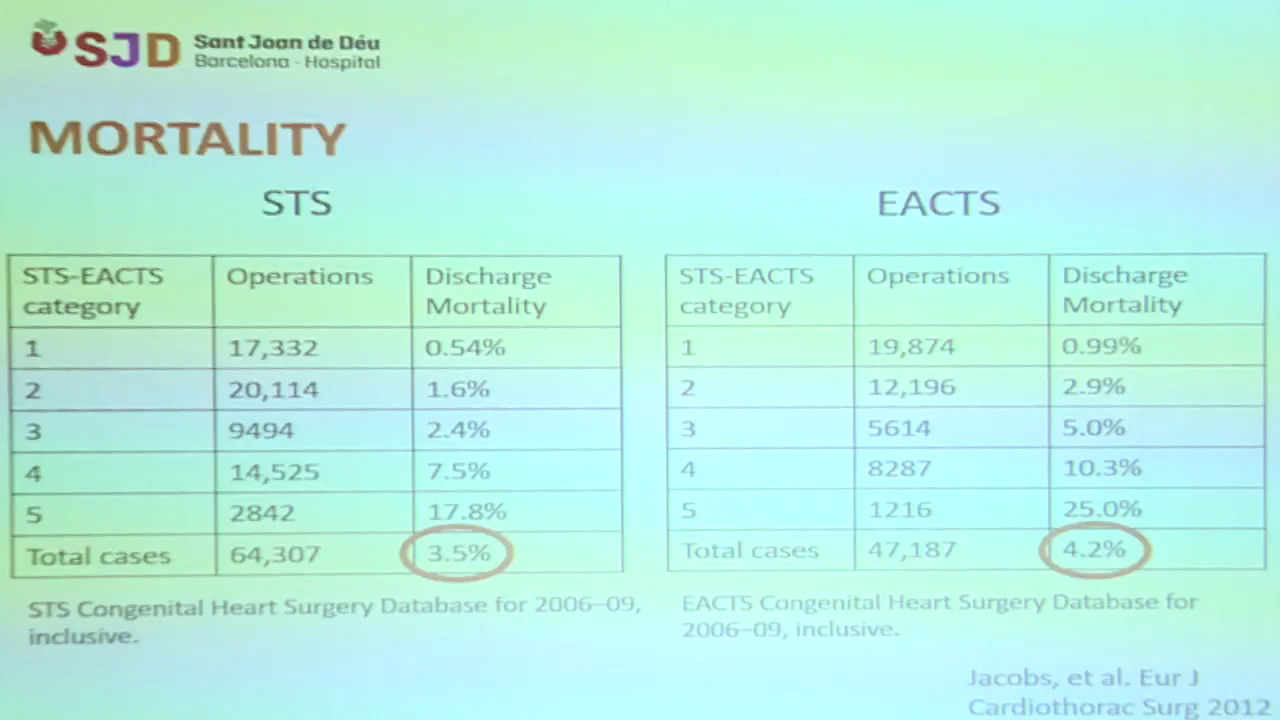 SJD Sant Joan de Déu
Barcelona - Hospital
MORTALITY
STS
STS-EACTS category Operations Discharge Mortality
1 17,332 0.54%
2 20,114 1.6%
3 9494 2.4%
4 14,525 7.5%
5 2842 17.8%
Total cases 64,307 3.5%
STS Congenital Heart Surgery Database for 2006–09,
inclusive.
EACTS
STS-EACTS category Operations Discharge Mortality
1 19,874 0.99%
2 12,196 2.9%
3 5614 5.0%
4 8287 10.3%
5 1216 25.0%
Total cases 47,187 4.2%
EACTS Congenital Heart Surgery Database for
2006–09, inclusive.
Jacobs, et al. Eur J
Cardiothorac Surg 2012